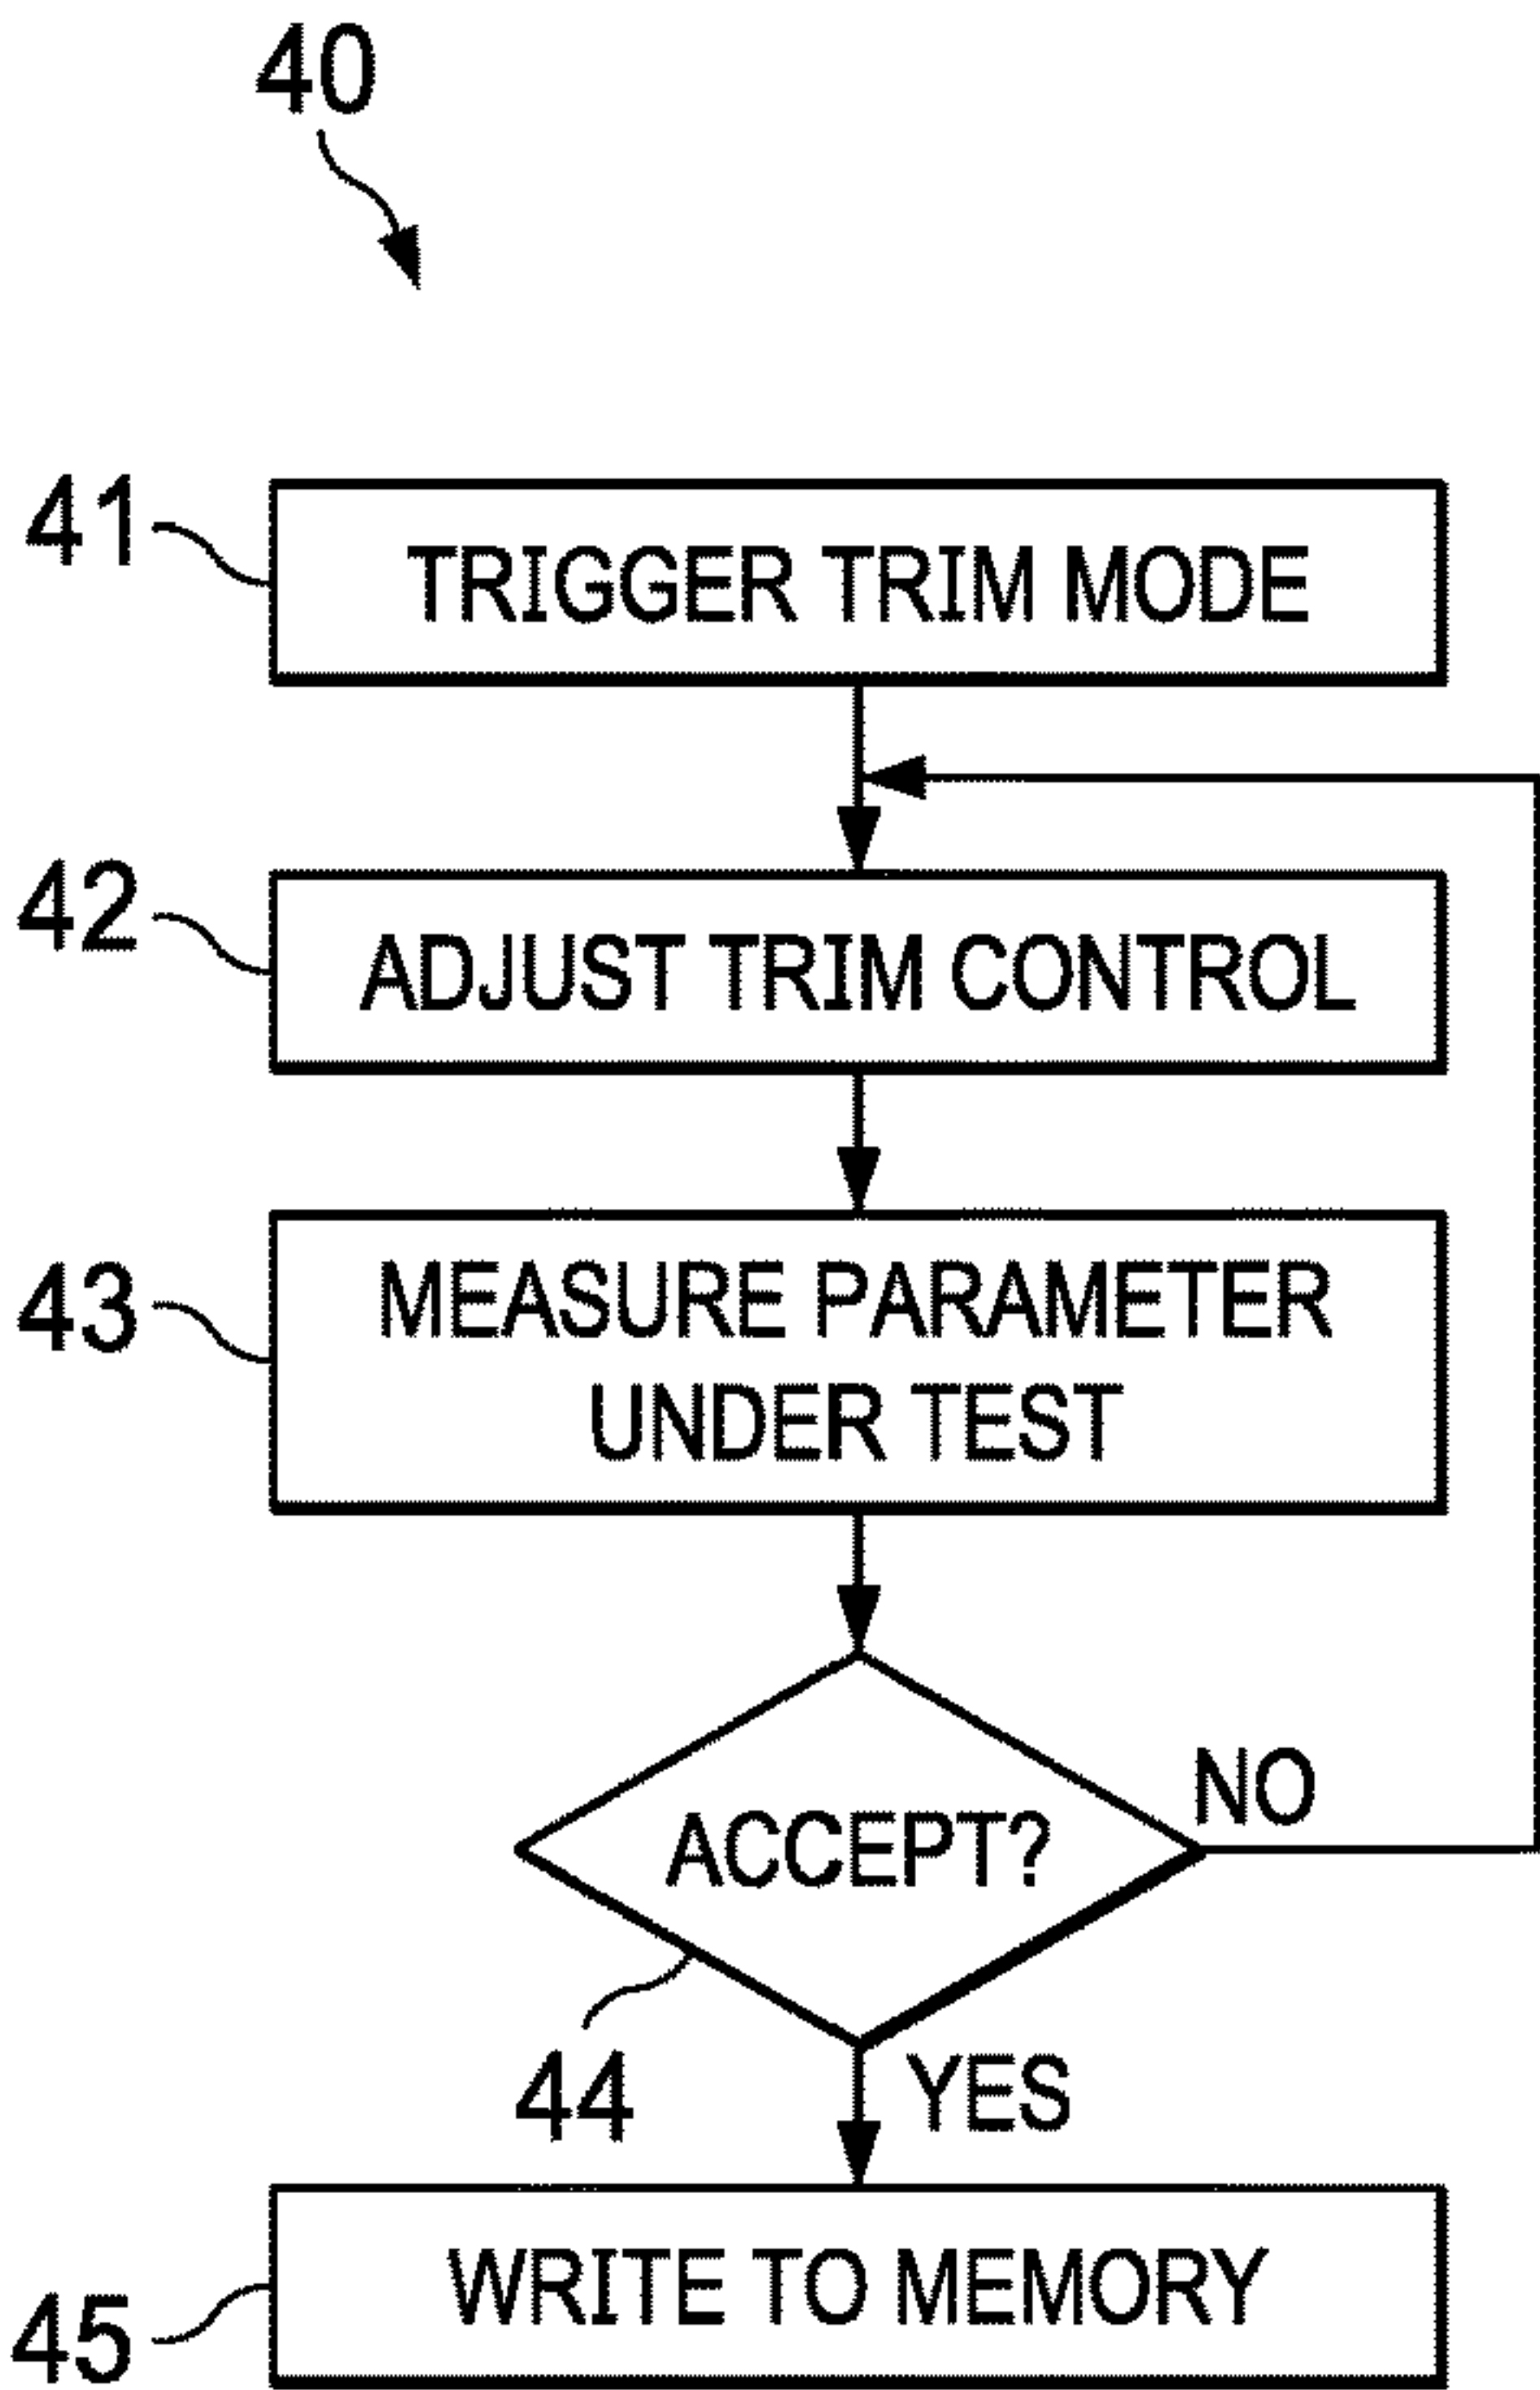 40
41
TRIGGER TRIM MODE
42
ADJUST TRIM CONTROL
43
MEASURE PARAMETER
UNDER TEST
ACCEPT?
NO
44
YES
45
WRITE TO MEMORY